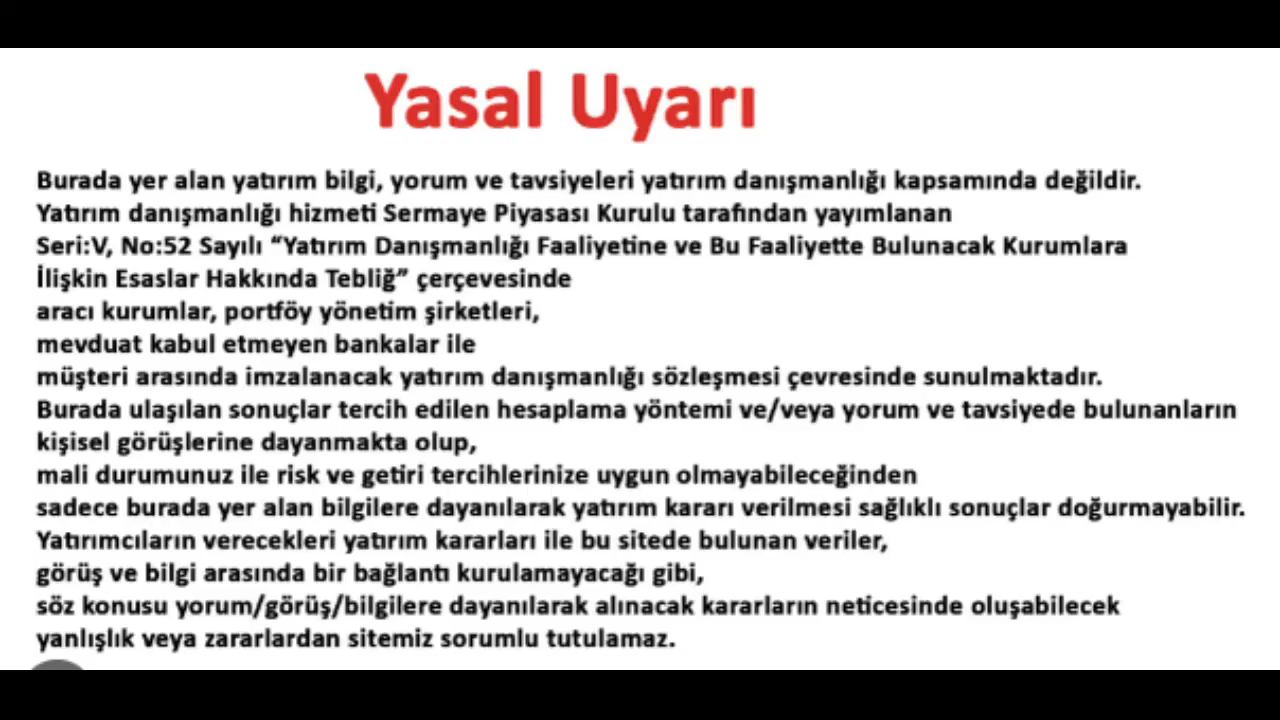 Yasal Uyarı
Burada yer alan yatırım bilgi, yorum ve tavsiyeleri yatırım danışmanlığı kapsamında değildir.
Yatırım danışmanlığı hizmeti Sermaye Piyasası Kurulu tarafından yayımlanan
Seri:V, No:52 Sayılı “Yatırım Danışmanlığı Faaliyetine ve Bu Faaliyette Bulunacak Kurumlara
İlişkin Esaslar Hakkında Tebliğ” çerçevesinde
aracı kurumlar, portföy yönetim şirketleri,
mevduat kabul etmeyen bankalar ile
müşteri arasında imzalanacak yatırım danışmanlığı sözleşmesi çevresinde sunulmaktadır.
Burada ulaşılan sonuçlar tercih edilen hesaplama yöntemi ve/veya yorum ve tavsiyede bulunanların
kişisel görüşlerine dayanmakta olup,
mali durumunuz ile risk ve getiri tercihlerinize uygun olmayabileceğinden
sadece burada yer alan bilgilere dayanılarak yatırım kararı verilmesi sağlıklı sonuçlar doğurmayabilir.
Yatırımcıların verecekleri yatırım kararları ile bu sitede bulunan veriler,
görüş ve bilgi arasında bir bağlantı kurulamayacağı gibi,
söz konusu yorum/görüş/bilgilere dayanılarak alınacak kararların neticesinde oluşabilecek
yanlışlık veya zararlardan sitemiz sorumlu tutulamaz.